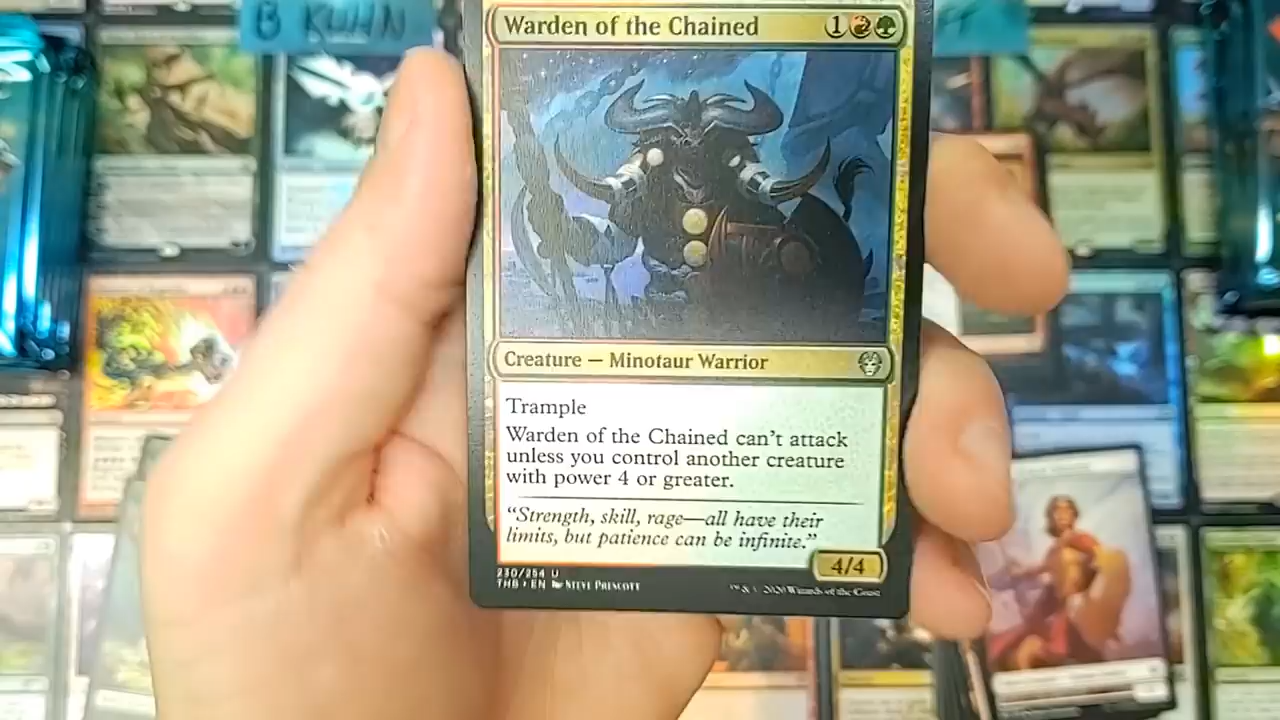 B KUHN
Warden of the Chained 1
Creature — Minotaur Warrior
Trample
Warden of the Chained can't attack
unless you control another creature
with power 4 or greater.
“Strength, skill, rage—all have their
limits, but patience can be infinite.”
4/4
230/254 U
THB • EN Steve Prescott
™ & © 2020 Wizards of the Coast